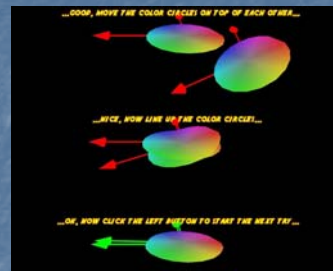 ...GOOD, MOVE THE COLOR CIRCLES ON TOP OF EACH OTHER...
...NICE, NOW LINE UP THE COLOR CIRCLES...
...OK, NOW CLICK THE LEFT BUTTON TO START THE NEXT TRY...